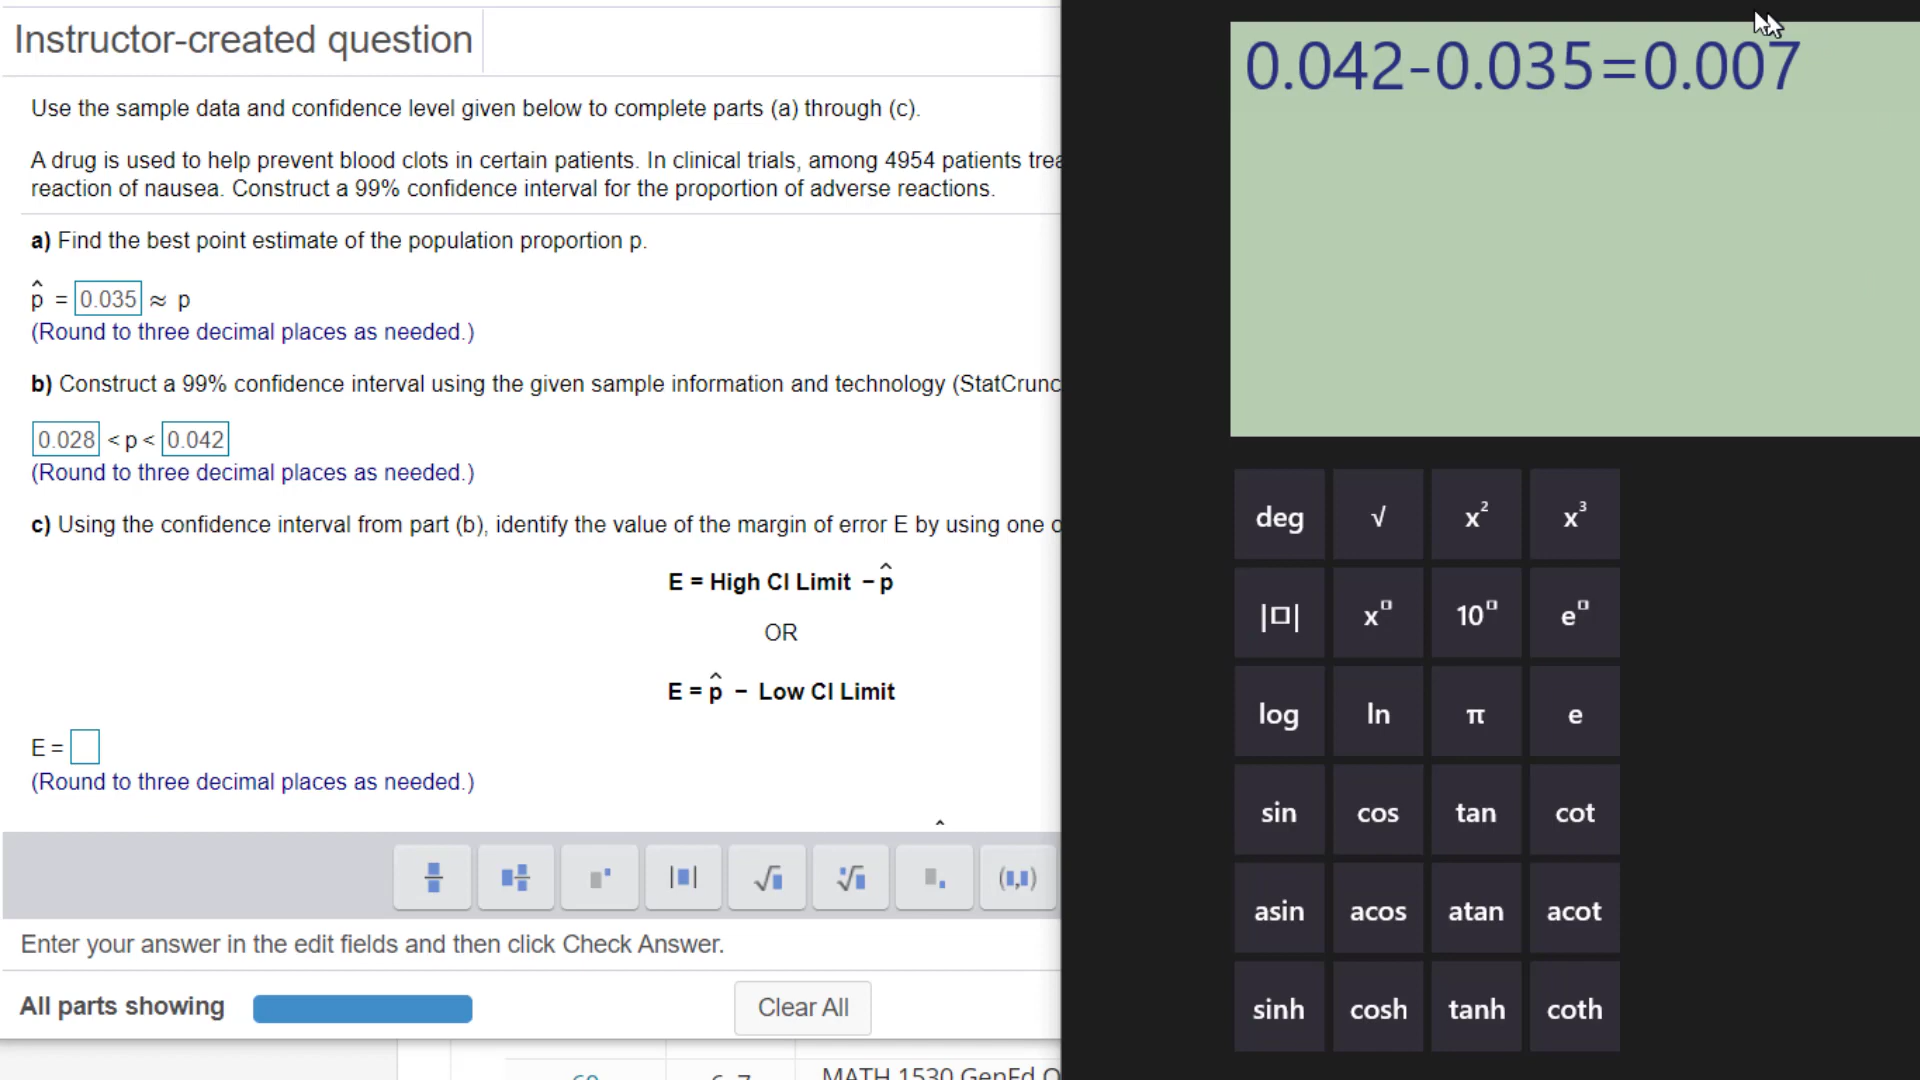 Instructor-created question
Use the sample data and confidence level given below to complete parts (a) through (c).
A drug is used to help prevent blood clots in certain patients. In clinical trials, among 4954 patients trea
reaction of nausea. Construct a 99% confidence interval for the proportion of adverse reactions.
a) Find the best point estimate of the population proportion p.
p̂ = 0.035 ≈ p
(Round to three decimal places as needed.)
b) Construct a 99% confidence interval using the given sample information and technology (StatCrunc
0.028 < p < 0.042
(Round to three decimal places as needed.)
c) Using the confidence interval from part (b), identify the value of the margin of error E by using one o
E = High CI Limit − p̂
OR
E = p̂ − Low CI Limit
E =
(Round to three decimal places as needed.)
Enter your answer in the edit fields and then click Check Answer.
All parts showing
Clear All
0.042-0.035=0.007
deg √ x² x³
|□| x^□ 10^□ e^□
log ln π e
sin cos tan cot
asin acos atan acot
sinh cosh tanh coth